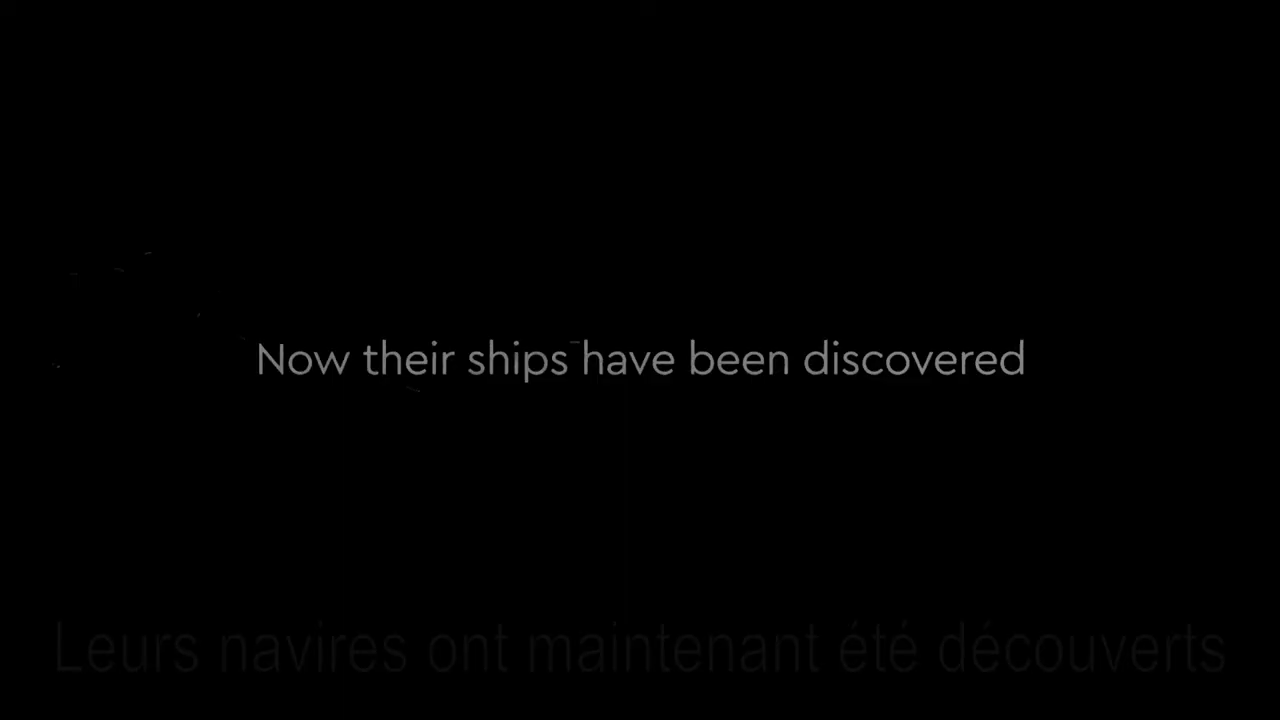 Now their ships have been discovered
Leurs navires ont maintenant été découverts